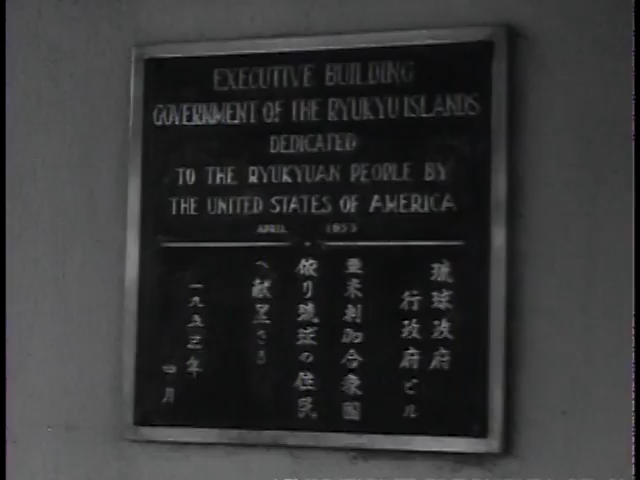 EXECUTIVE BUILDING
GOVERNMENT OF THE RYUKYU ISLANDS
DEDICATED
TO THE RYUKYUAN PEOPLE BY
THE UNITED STATES OF AMERICA
APRIL 1953
琉球政府
行政府ビル
亜米利加合衆國
依り琉球の住民
へ献呈さる
一九五三年
四月